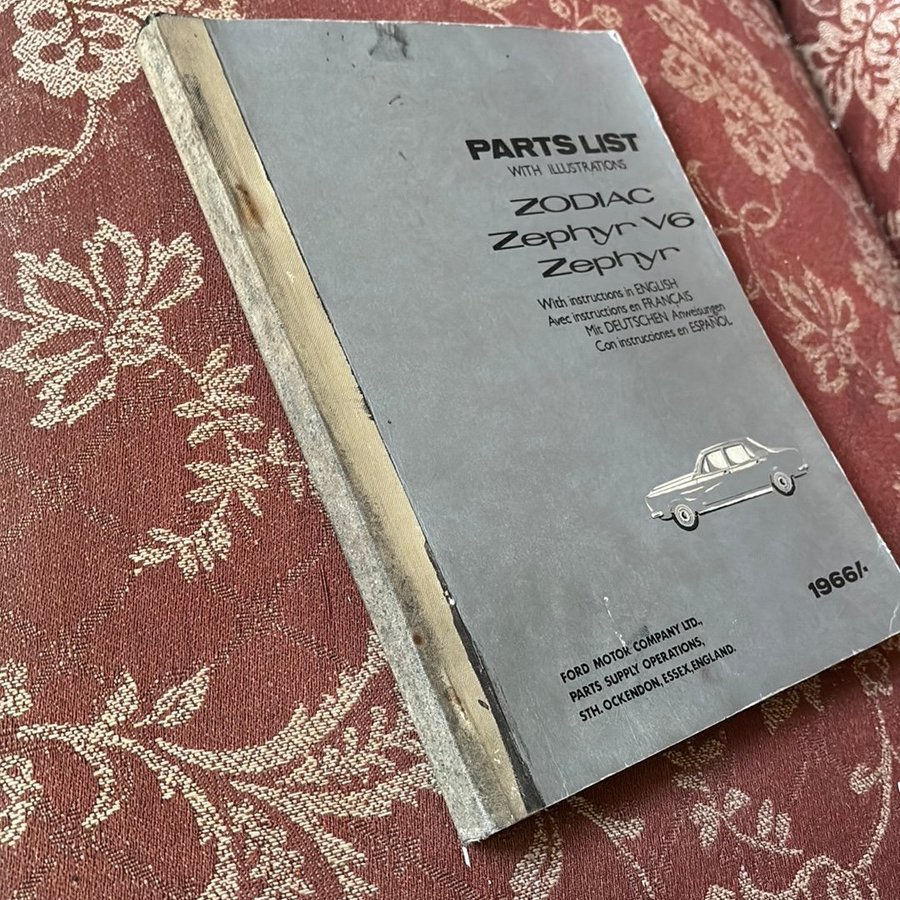 PARTS LIST
WITH ILLUSTRATIONS
ZODIAC
Zephyr V6
Zephyr
With instructions in ENGLISH
Avec instructions en FRANÇAIS
Mit DEUTSCHEN Anweisungen
Con instrucciones en ESPAÑOL
1966/.
FORD MOTOR COMPANY LTD.,
PARTS SUPPLY OPERATIONS,
STH. OCKENDON, ESSEX, ENGLAND.